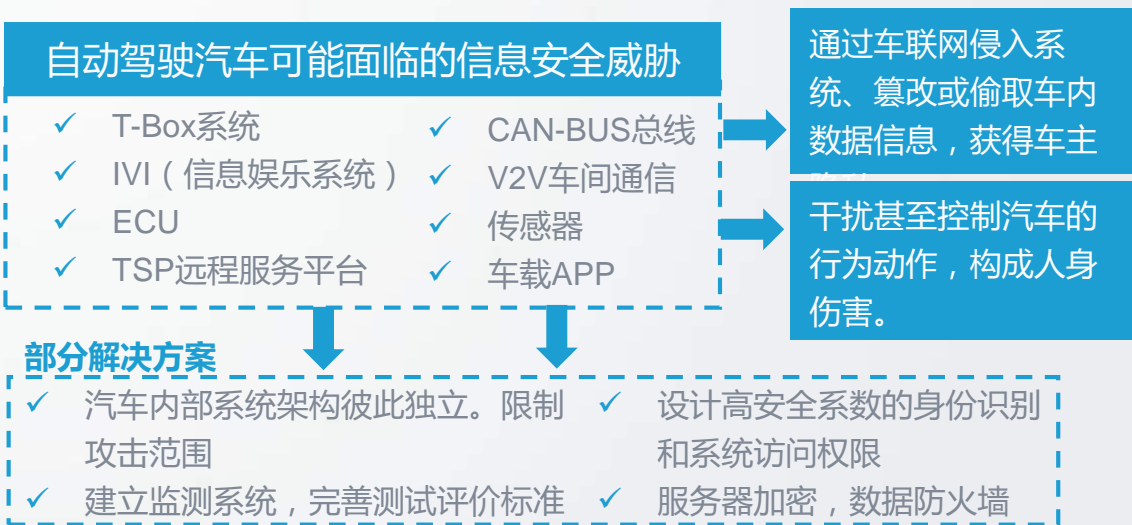 自动驾驶汽车可能面临的信息安全威胁
✓ T-Box系统
✓ IVI（信息娱乐系统）
✓ ECU
✓ TSP远程服务平台
✓ CAN-BUS总线
✓ V2V车间通信
✓ 传感器
✓ 车载APP
通过车联网侵入系
统、篡改或偷取车内
数据信息，获得车主
干扰甚至控制汽车的
行为动作，构成人身
伤害。
部分解决方案
✓ 汽车内部系统架构彼此独立。限制
攻击范围
✓ 建立监测系统，完善测试评价标准
✓ 设计高安全系数的身份识别
和系统访问权限
✓ 服务器加密，数据防火墙